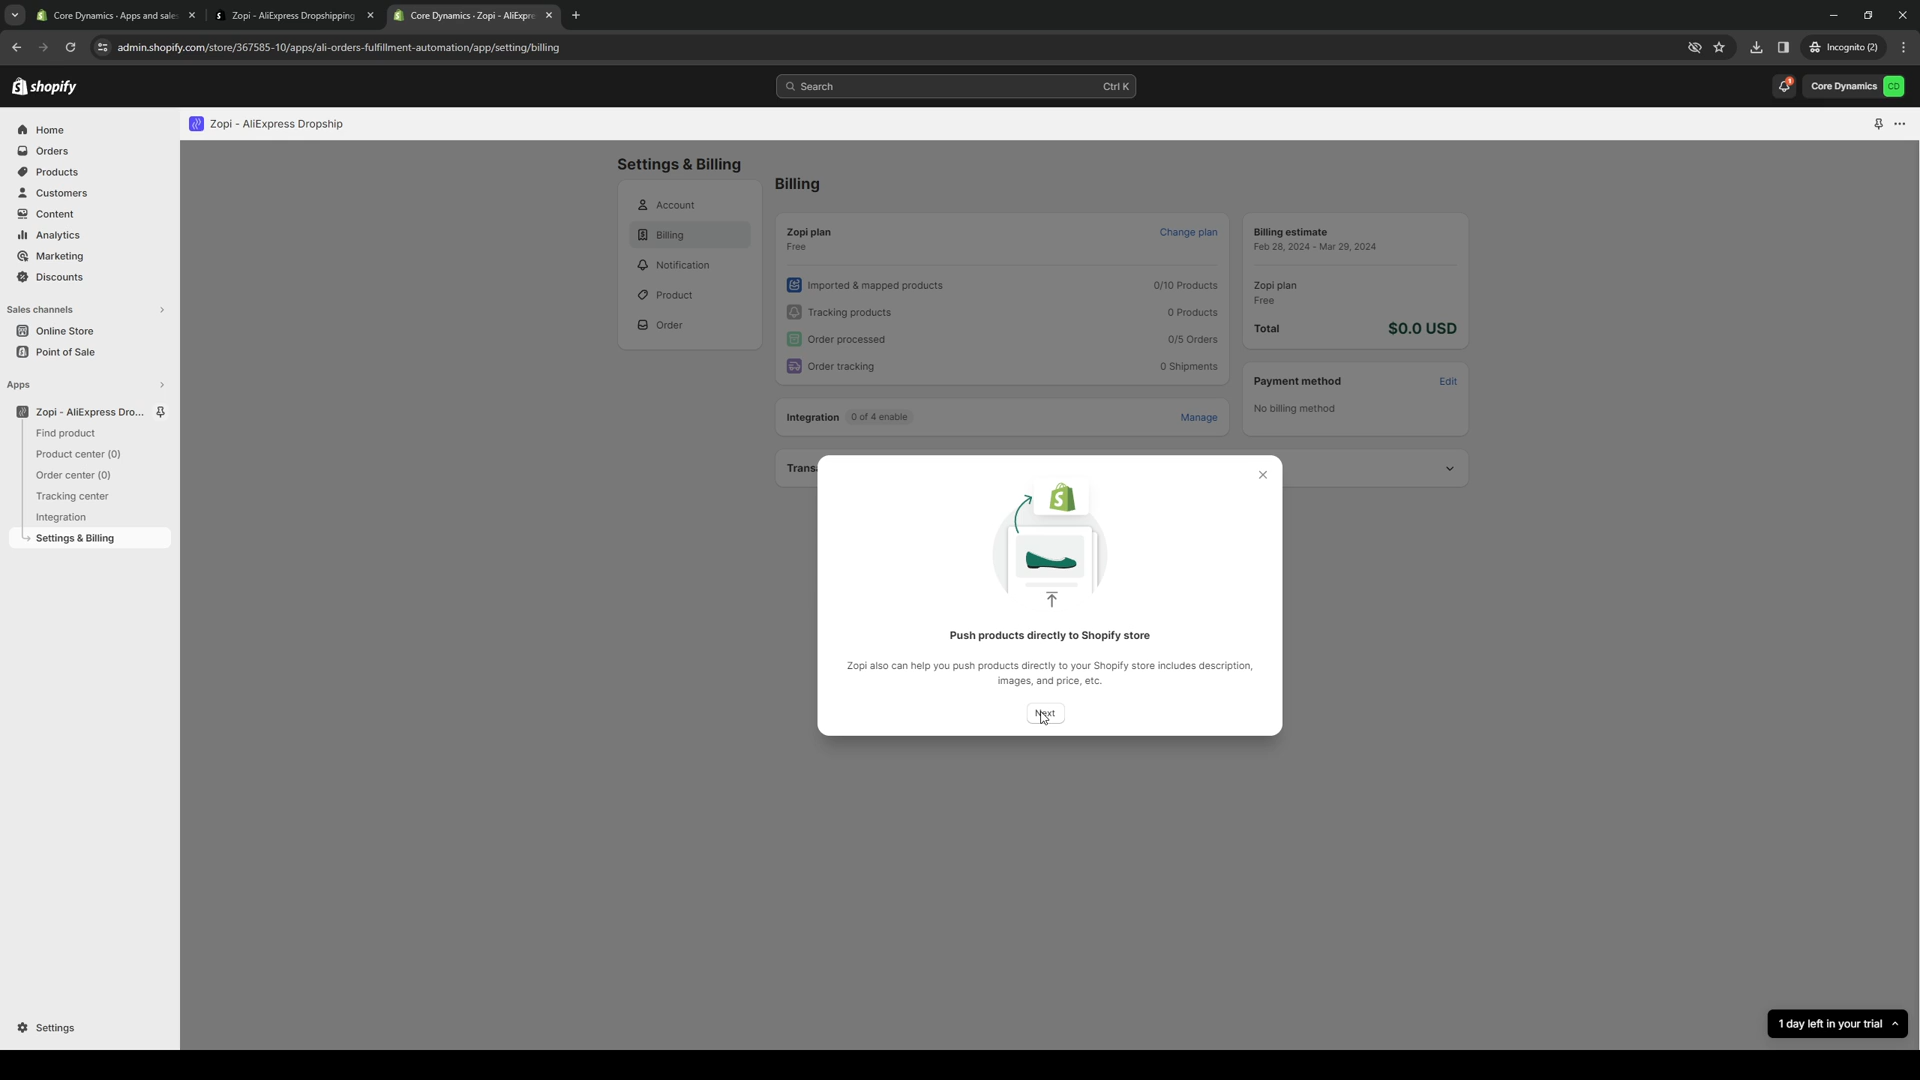 Core Dynamics · Apps and sales
Zopi - AliExpress Dropshipping
Core Dynamics · Zopi - AliExpre
admin.shopify.com/store/367585-10/apps/ali-orders-fulfillment-automation/app/setting/billing
Incognito (2)
shopify
Search
Ctrl K
1
Core Dynamics
CD
Zopi - AliExpress Dropship
Home
Orders
Products
Customers
Content
Analytics
Marketing
Discounts
Sales channels
Online Store
Point of Sale
Apps
Zopi - AliExpress Dro...
Find product
Product center (0)
Order center (0)
Tracking center
Integration
Settings & Billing
Settings
Settings & Billing
Account
Billing
Notification
Product
Order
Billing
Zopi plan
Change plan
Free
Imported & mapped products
0/10 Products
Tracking products
0 Products
Order processed
0/5 Orders
Order tracking
0 Shipments
Integration
0 of 4 enable
Manage
Billing estimate
Feb 28, 2024 - Mar 29, 2024
Zopi plan
Free
Total
$0.0 USD
Payment method
Edit
No billing method
Push products directly to Shopify store
Zopi also can help you push products directly to your Shopify store includes description,
images, and price, etc.
Next
1 day left in your trial